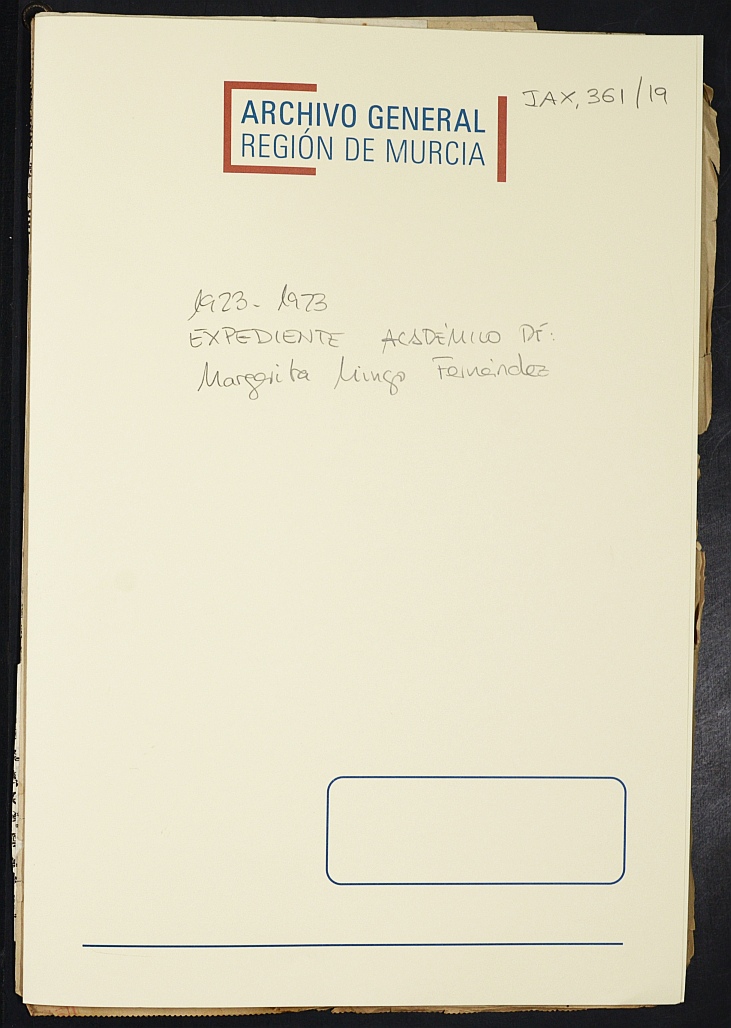 ARCHIVO GENERAL
REGIÓN DE MURCIA
JAX, 361/19
1923 - 1973
EXPEDIENTE ACADÉMICO DE:
Margarita Mingo Fernández